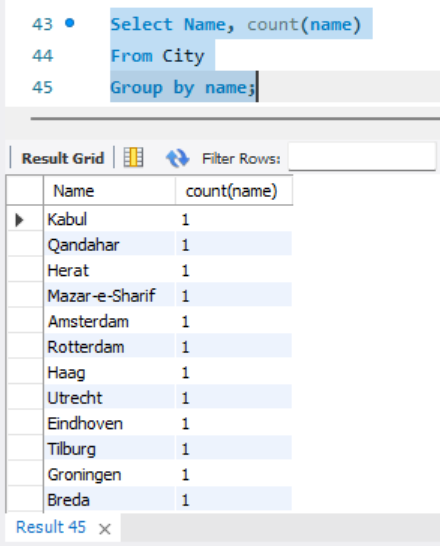 43 Select Name, count(name)
44 From City
45 Group by name;
Result Grid Filter Rows:
Name count(name)
Kabul 1
Qandahar 1
Herat 1
Mazar-e-Sharif 1
Amsterdam 1
Rotterdam 1
Haag 1
Utrecht 1
Eindhoven 1
Tilburg 1
Groningen 1
Breda 1
Result 45